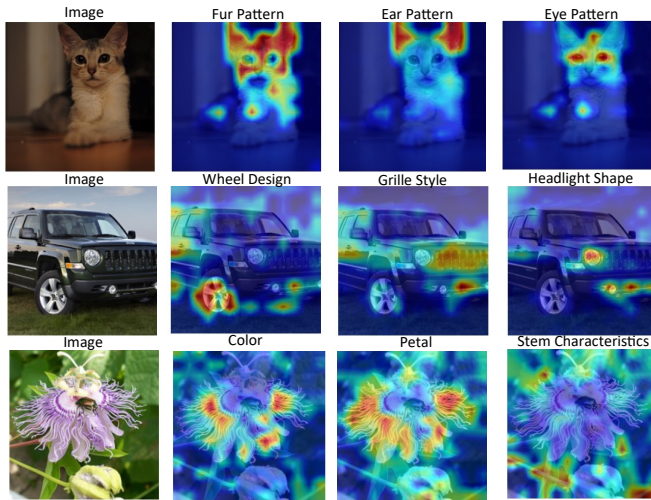 Image Fur Pattern Ear Pattern Eye Pattern
Image Wheel Design Grille Style Headlight Shape
Image Color Petal Stem Characteristics